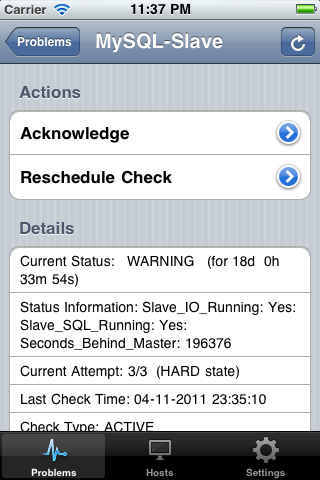 Carrier 11:37 PM
Problems MySQL-Slave
Actions
Acknowledge
Reschedule Check
Details
Current Status: WARNING (for 18d 0h
33m 54s)
Status Information: Slave_IO_Running: Yes:
Slave_SQL_Running: Yes:
Seconds_Behind_Master: 196376
Current Attempt: 3/3 (HARD state)
Last Check Time: 04-11-2011 23:35:10
Check Type: ACTIVE
Problems Hosts Settings